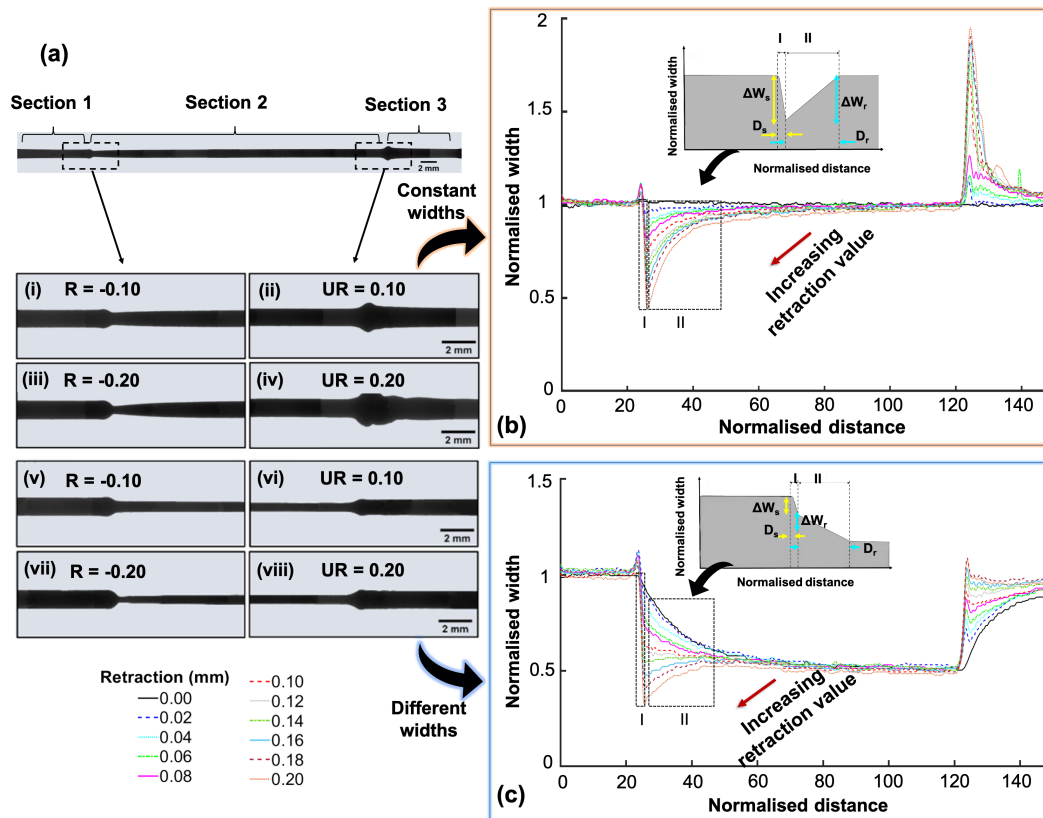 (a)
Section 1
Section 2
Section 3
2 mm
Constant
widths
(i) R = -0.10
(ii) UR = 0.10
2 mm
(iii) R = -0.20
(iv) UR = 0.20
2 mm
(v) R = -0.10
(vi) UR = 0.10
2 mm
(vii) R = -0.20
(viii) UR = 0.20
2 mm
Retraction (mm)
0.00
0.02
0.04
0.06
0.08
0.10
0.12
0.14
0.16
0.18
0.20
Different
widths
(b)
Normalised width
2
1.5
1
0.5
0
0 20 40 60 80 100 120 140
Normalised distance
I II
ΔWs
ΔWr
Ds
Dr
Normalised width
Normalised distance
I II
Increasing
retraction value
(c)
Normalised width
1.5
1
0.5
0
0 20 40 60 80 100 120 140
Normalised distance
I II
ΔWs
ΔWr
Ds
Dr
Normalised width
Normalised distance
I II
Increasing
retraction value